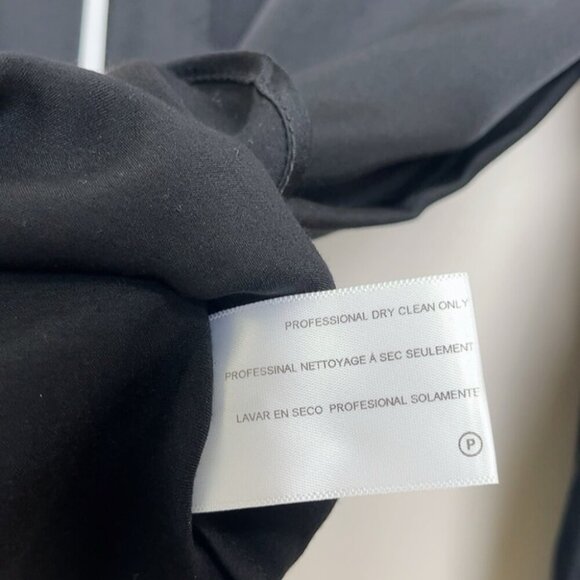 PROFESSIONAL DRY CLEAN ONLY
PROFESSINAL NETTOYAGE À SEC SEULEMENT
LAVAR EN SECO PROFESIONAL SOLAMENTE
P